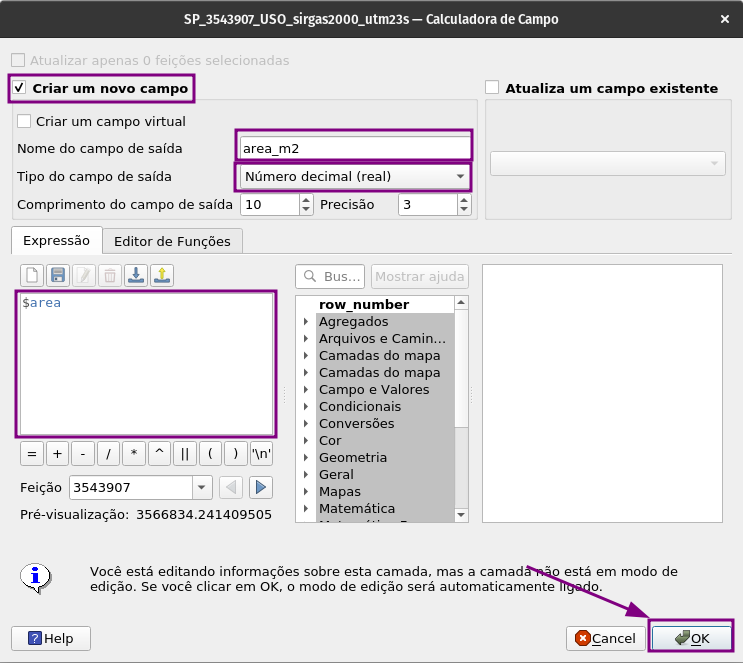 SP_3543907_USO_sirgas2000_utm23s — Calculadora de Campo
Atualizar apenas 0 feições selecionadas
Criar um novo campo
Atualiza um campo existente
Criar um campo virtual
Nome do campo de saída area_m2
Tipo do campo de saída Número decimal (real)
Comprimento do campo de saída 10 Precisão 3
Expressão Editor de Funções
Bus... Mostrar ajuda
$area
row_number
Agregados
Arquivos e Camin...
Camadas do mapa
Camadas do mapa
Campo e Valores
Condicionais
Conversões
Cor
Geometria
Geral
Mapas
Matemática
= + - / * ^ || ( ) '\n'
Feição 3543907
Pré-visualização: 3566834.241409505
Você está editando informações sobre esta camada, mas a camada não está em modo de
edição. Se você clicar em OK, o modo de edição será automaticamente ligado.
Help Cancel OK